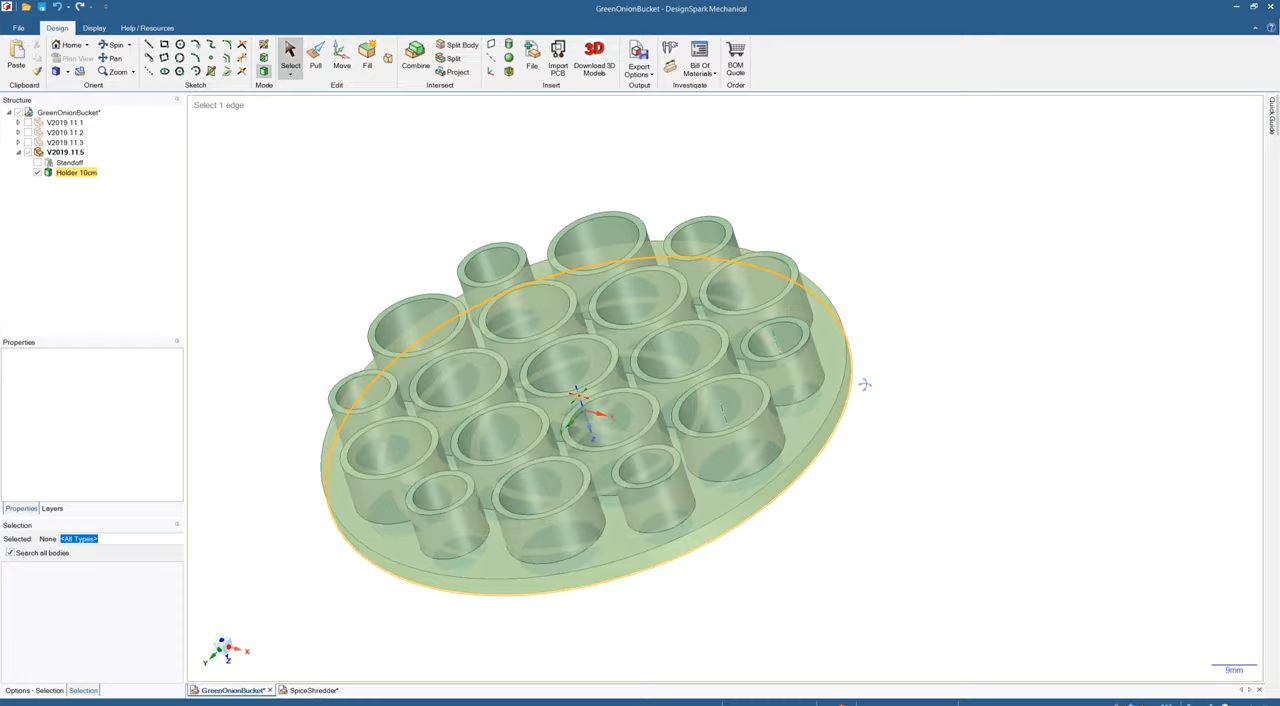 GreenOnionBucket - DesignSpark Mechanical
File Design Display Help / Resources
Paste
Home Spin
Plan View Pan
Zoom
Select Pull Move Fill
Combine
Split Body
Split
Project
File Import PCB Download 3D Models
Export Options
Bill Of Materials
BOM Quote
Clipboard Orient Sketch Mode Edit Intersect Insert Output Investigate Order
Structure
GreenOnionBucket*
V2019.11.1
V2019.11.2
V2019.11.3
V2019.11.5
Standoff
Holder 10cm
Select 1 edge
Quick Guide
Properties
Properties Layers
Selection
Selected: None <All Types>
Search all bodies
X
Z
X
Y
Z
9mm
Options - Selection Selection
GreenOnionBucket* SpiceShredder*